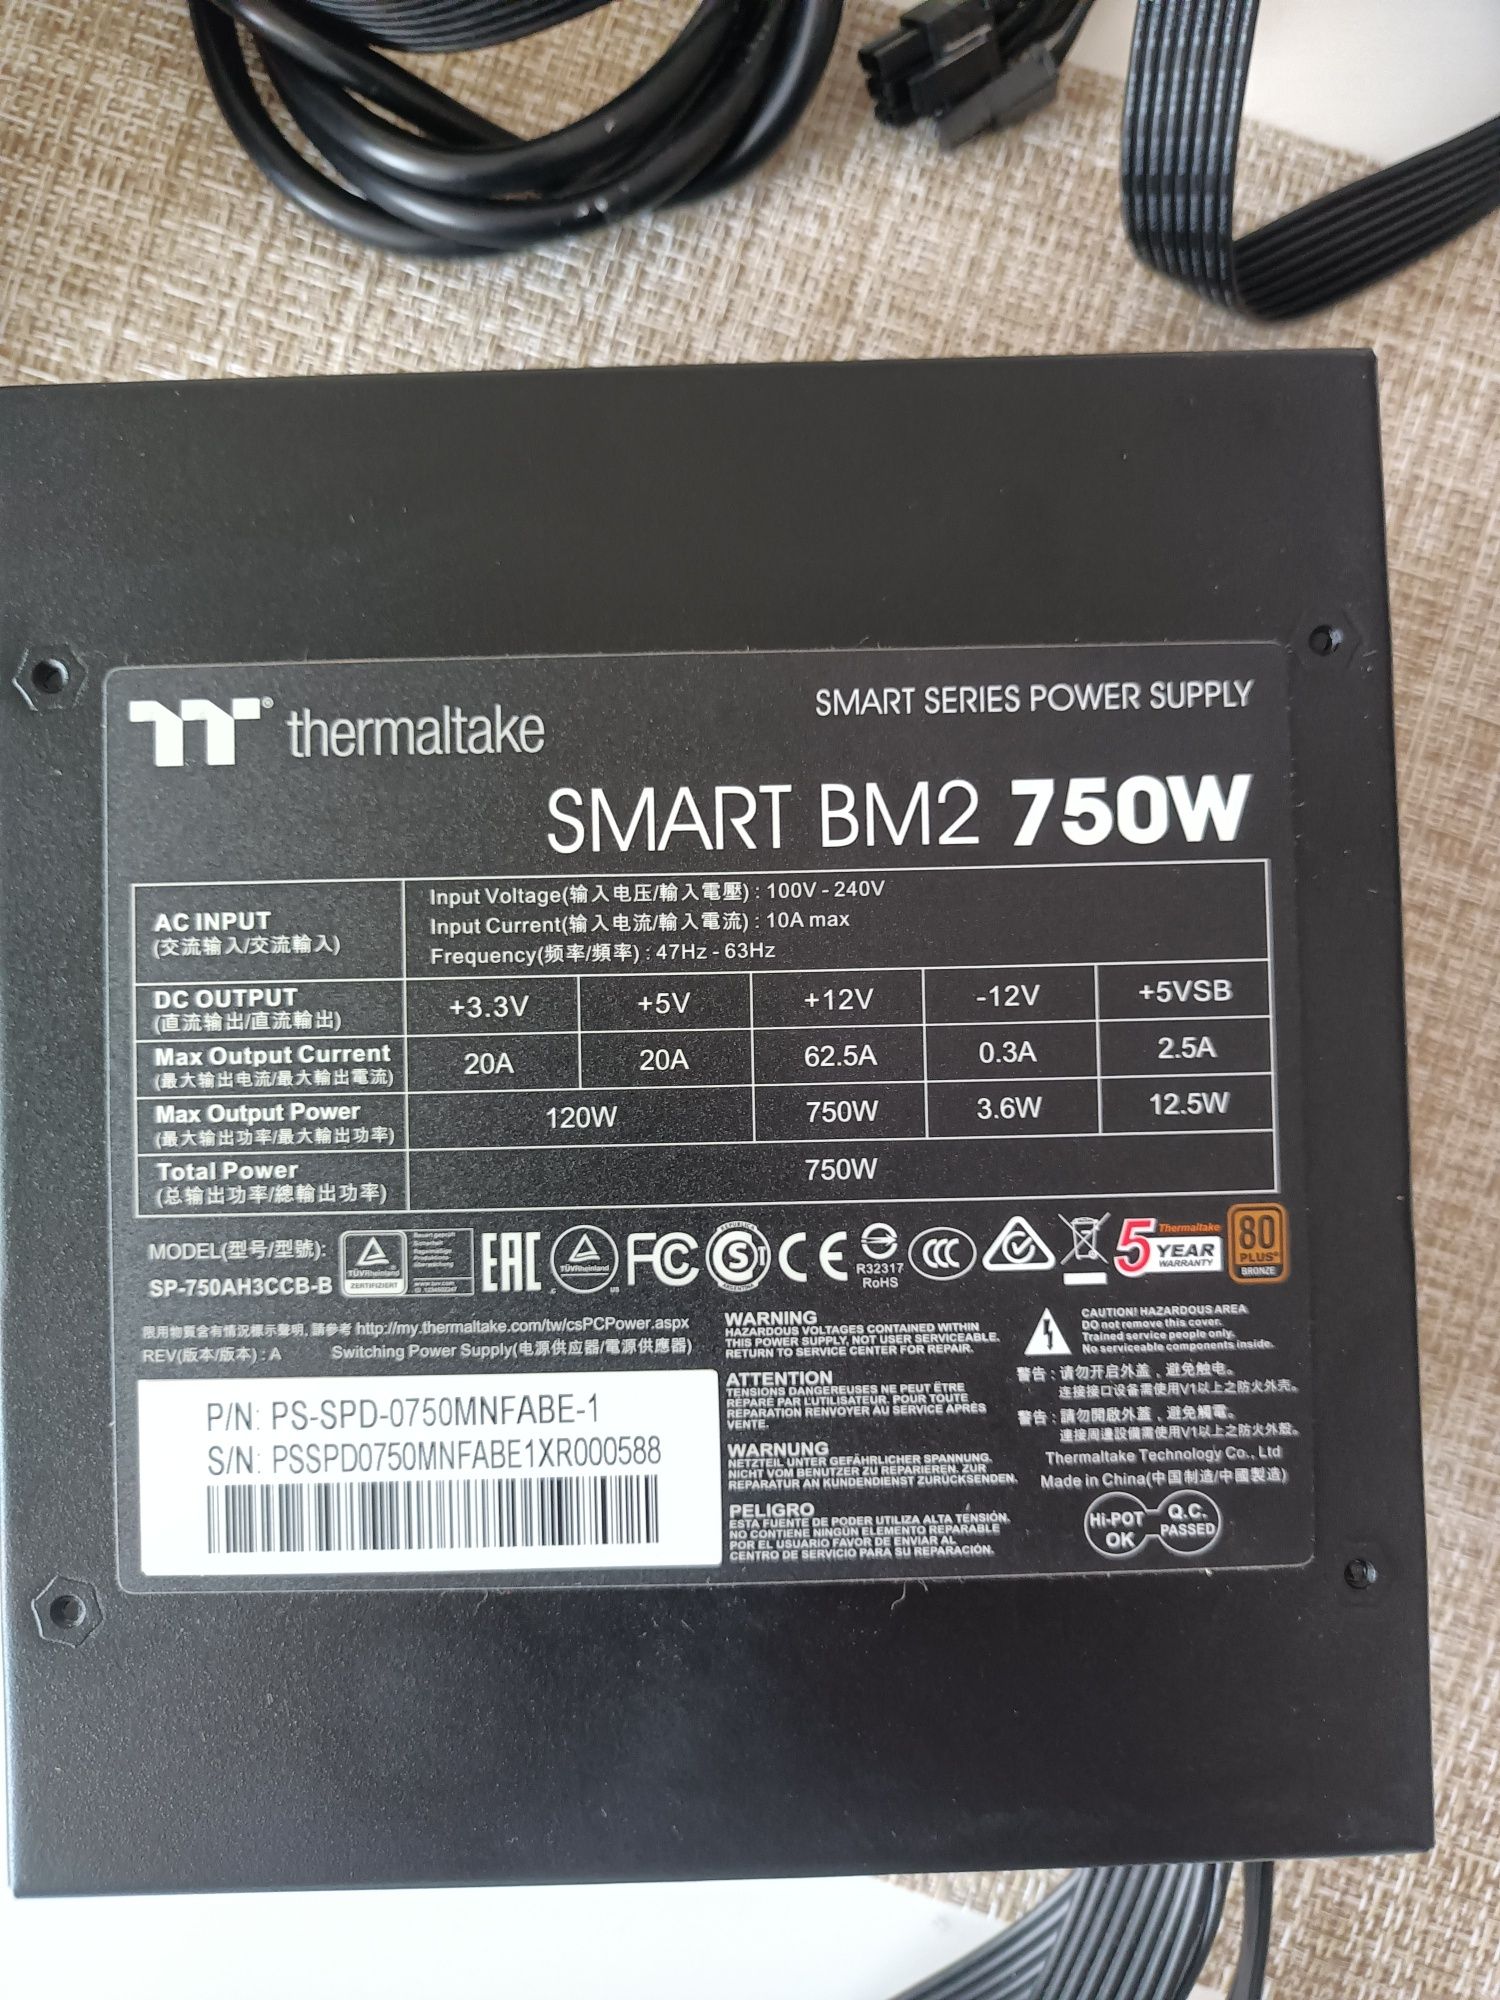 thermaltake
SMART SERIES POWER SUPPLY
SMART BM2 750W
AC INPUT
(交流输入/交流輸入)
Input Voltage(输入电压/輸入電壓) : 100V - 240V
Input Current(输入电流/輸入電流) : 10A max
Frequency(频率/頻率) : 47Hz - 63Hz
DC OUTPUT
(直流输出/直流輸出)
+3.3V +5V +12V -12V +5VSB
Max Output Current
(最大输出电流/最大輸出電流)
20A 20A 62.5A 0.3A 2.5A
Max Output Power
(最大输出功率/最大輸出功率)
120W 750W 3.6W 12.5W
Total Power
(总输出功率/總輸出功率)
750W
MODEL(型号/型號):
SP-750AH3CCB-B
TÜVRheinland
ZERTIFIZIERT
EAC
TÜVRheinland
FC
CE
R32317
RoHS
CCC
5 YEAR
Thermaltake
WARRANTY
80
PLUS
BRONZE
限用物質含有情況標示聲明, 請參考 http://my.thermaltake.com/tw/csPCPower.aspx
REV(版本/版本) : A Switching Power Supply(电源供应器/電源供應器)
P/N: PS-SPD-0750MNFABE-1
S/N: PSSPD0750MNFABE1XR000588
WARNING
HAZARDOUS VOLTAGES CONTAINED WITHIN
THIS POWER SUPPLY, NOT USER SERVICEABLE.
RETURN TO SERVICE CENTER FOR REPAIR.
ATTENTION
TENSIONS DANGEREUSES NE PEUT ÊTRE
RÉPARÉ PAR L'UTILISATEUR. POUR TOUTE
RÉPARATION RENVOYER AU SERVICE APRÈS
VENTE.
WARNUNG
NETZTEIL UNTER GEFÄHRLICHER SPANNUNG.
NICHT VOM BENUTZER ZU REPARIEREN. ZUR
REPARATUR AN KUNDENDIENST ZURÜCKSENDEN.
PELIGRO
ESTA FUENTE DE PODER UTILIZA ALTA TENSIÓN.
NO CONTIENE NINGÚN ELEMENTO REPARABLE
POR EL USUARIO FAVOR DE ENVIAR AL
CENTRO DE SERVICIO PARA SU REPARACIÓN.
CAUTION! HAZARDOUS AREA
DO not remove this cover.
Trained service people only.
No serviceable components inside.
警告 : 请勿开启外盖，避免触电。
连接接口设备需使用V1以上之防火外壳。
警告 : 請勿開啟外蓋，避免觸電。
連接周邊設備需使用V1以上之防火外殼。
Thermaltake Technology Co., Ltd
Made in China(中国制造/中國製造)
Hi-POT
OK
Q.C.
PASSED